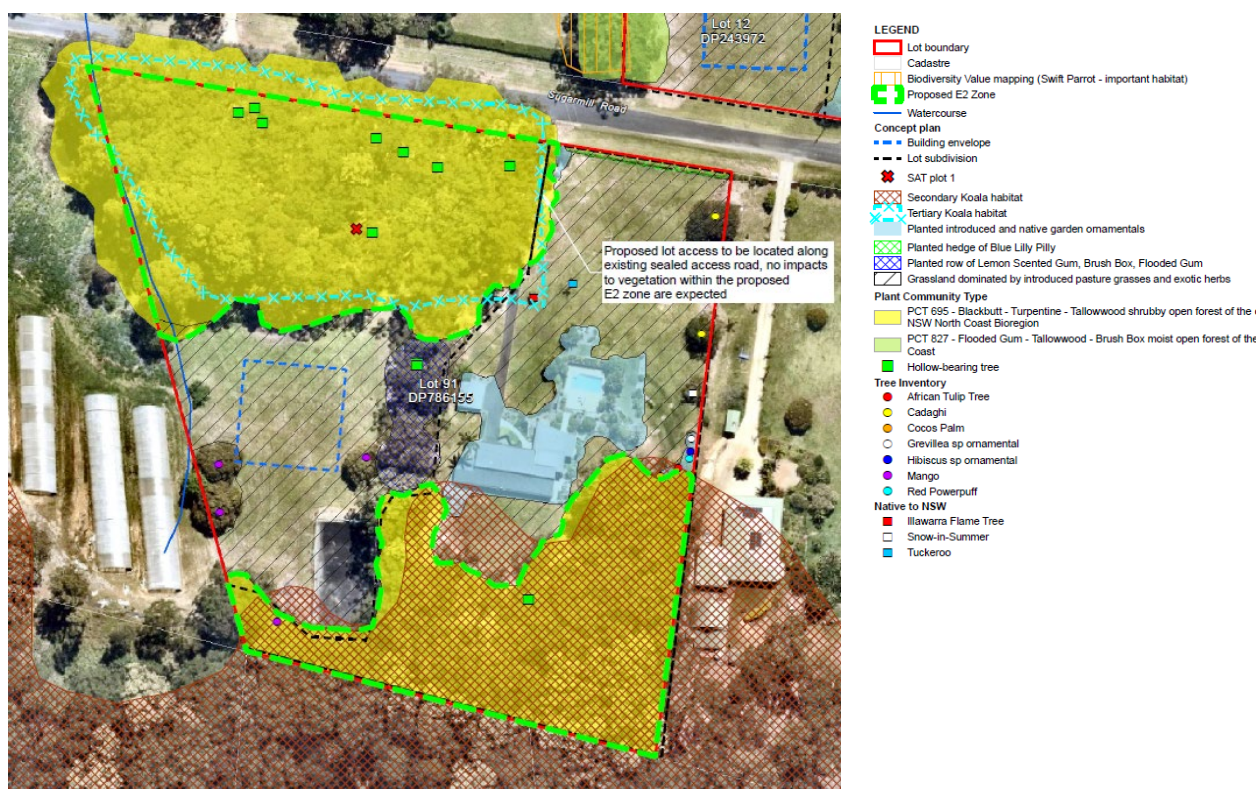 Lot 12
DP243972
Sugarmill Road
Proposed lot access to be located along
existing sealed access road, no impacts
to vegetation within the proposed
E2 zone are expected
Lot 91
DP786155
LEGEND
Lot boundary
Cadastre
Biodiversity Value mapping (Swift Parrot - important habitat)
Proposed E2 Zone
Watercourse
Concept plan
Building envelope
Lot subdivision
SAT plot 1
Secondary Koala habitat
Tertiary Koala habitat
Planted introduced and native garden ornamentals
Planted hedge of Blue Lilly Pilly
Planted row of Lemon Scented Gum, Brush Box, Flooded Gum
Grassland dominated by introduced pasture grasses and exotic herbs
Plant Community Type
PCT 695 - Blackbutt - Turpentine - Tallowwood shrubby open forest of the
NSW North Coast Bioregion
PCT 827 - Flooded Gum - Tallowwood - Brush Box moist open forest of the
Coast
Hollow-bearing tree
Tree Inventory
African Tulip Tree
Cadaghi
Cocos Palm
Grevillea sp ornamental
Hibiscus sp ornamental
Mango
Red Powerpuff
Native to NSW
Illawarra Flame Tree
Snow-in-Summer
Tuckeroo